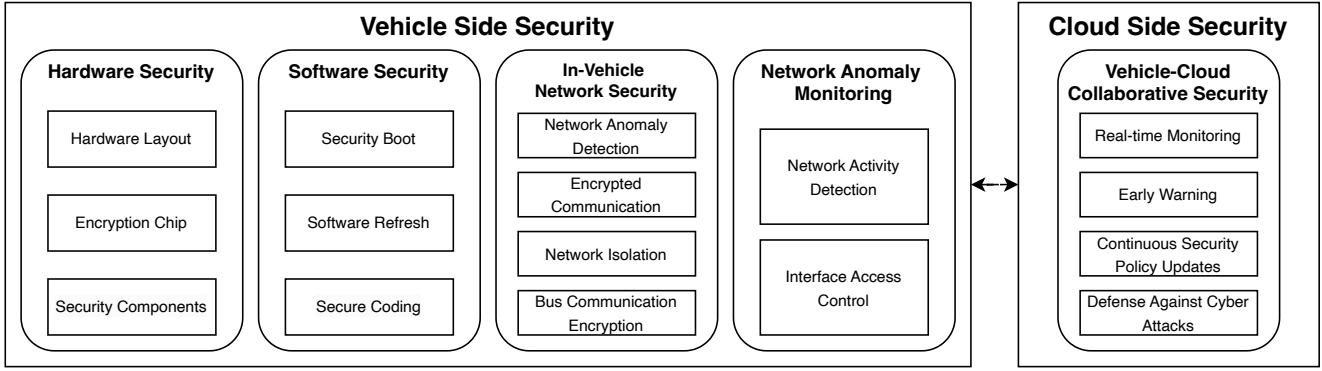 Vehicle Side Security
Hardware Security
Hardware Layout
Encryption Chip
Security Components
Software Security
Security Boot
Software Refresh
Secure Coding
In-Vehicle
Network Security
Network Anomaly
Detection
Encrypted
Communication
Network Isolation
Bus Communication
Encryption
Network Anomaly
Monitoring
Network Activity
Detection
Interface Access
Control
Cloud Side Security
Vehicle-Cloud
Collaborative Security
Real-time Monitoring
Early Warning
Continuous Security
Policy Updates
Defense Against Cyber
Attacks